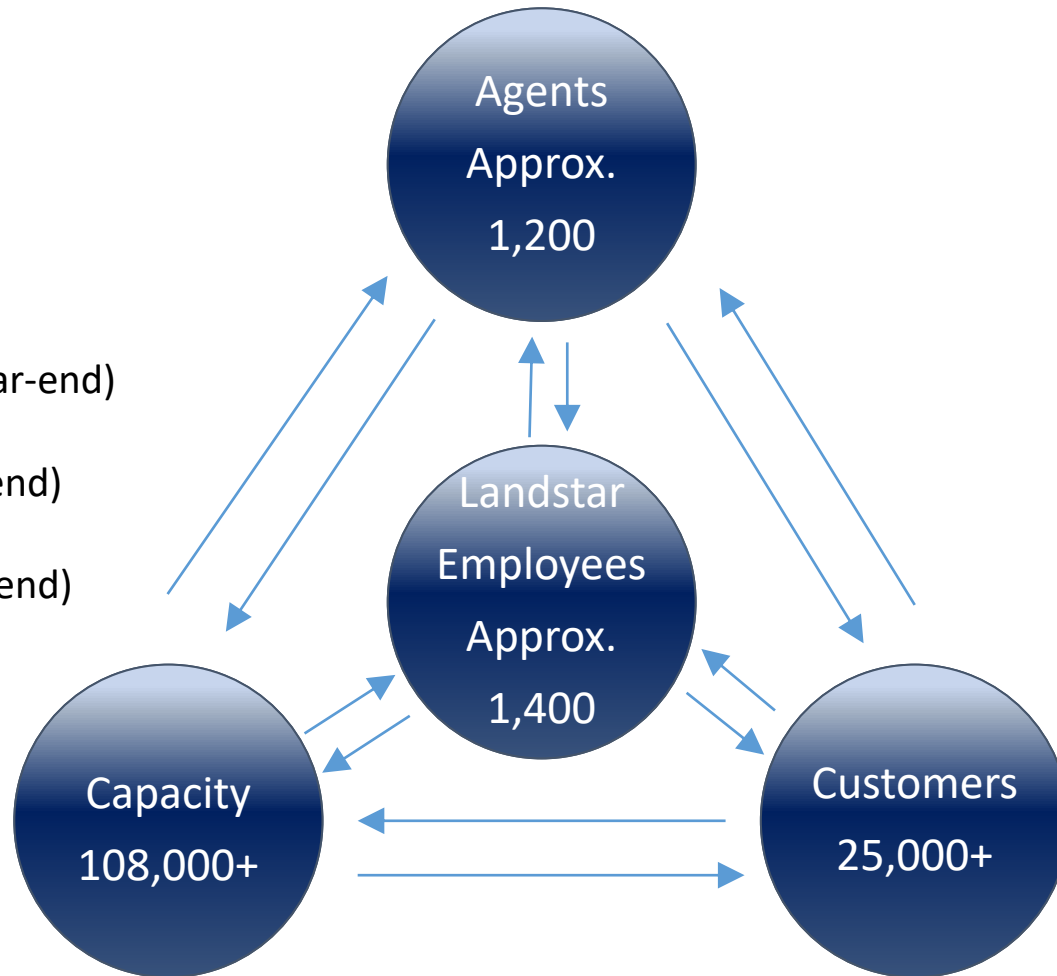 Agents
Approx.
1,200
ar-end)
end)
end)
Landstar
Employees
Approx.
1,400
Capacity
108,000+
Customers
25,000+